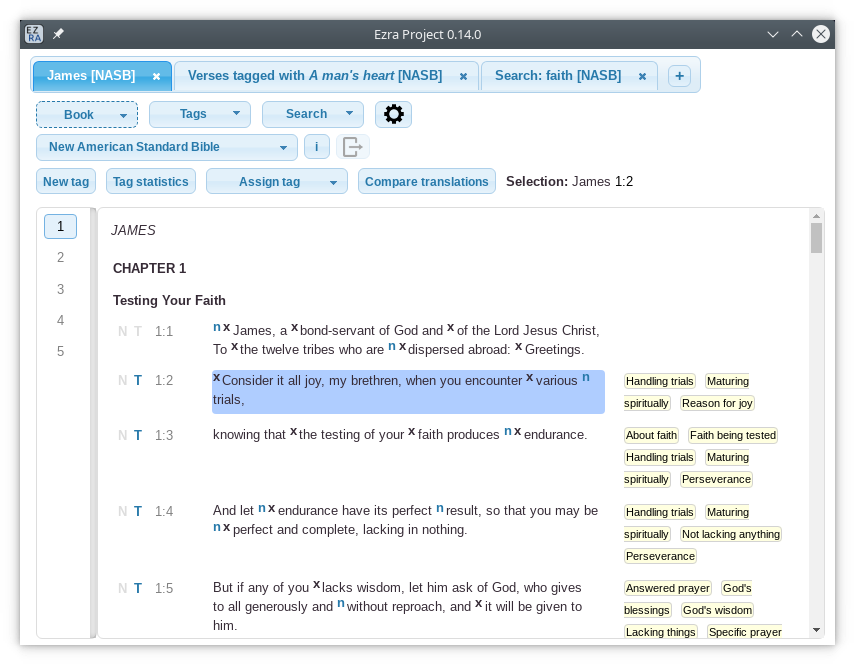 EZ RA
Ezra Project 0.14.0
James [NASB] × Verses tagged with A man's heart [NASB] × Search: faith [NASB] × +
Book Tags Search
New American Standard Bible i
New tag Tag statistics Assign tag Compare translations Selection: James 1:2
1
2
3
4
5
JAMES
CHAPTER 1
Testing Your Faith
N T 1:1 n x James, a x bond-servant of God and x of the Lord Jesus Christ,
To x the twelve tribes who are n x dispersed abroad: x Greetings.
N T 1:2 x Consider it all joy, my brethren, when you encounter x various n
trials,
Handling trials Maturing
spiritually Reason for joy
N T 1:3 knowing that x the testing of your x faith produces n x endurance.
About faith Faith being tested
Handling trials Maturing
spiritually Perseverance
N T 1:4 And let n x endurance have its perfect n result, so that you may be
n x perfect and complete, lacking in nothing.
Handling trials Maturing
spiritually Not lacking anything
Perseverance
N T 1:5 But if any of you x lacks wisdom, let him ask of God, who gives
to all generously and n without reproach, and x it will be given to
him.
Answered prayer God's
blessings God's wisdom
Lacking things Specific prayer